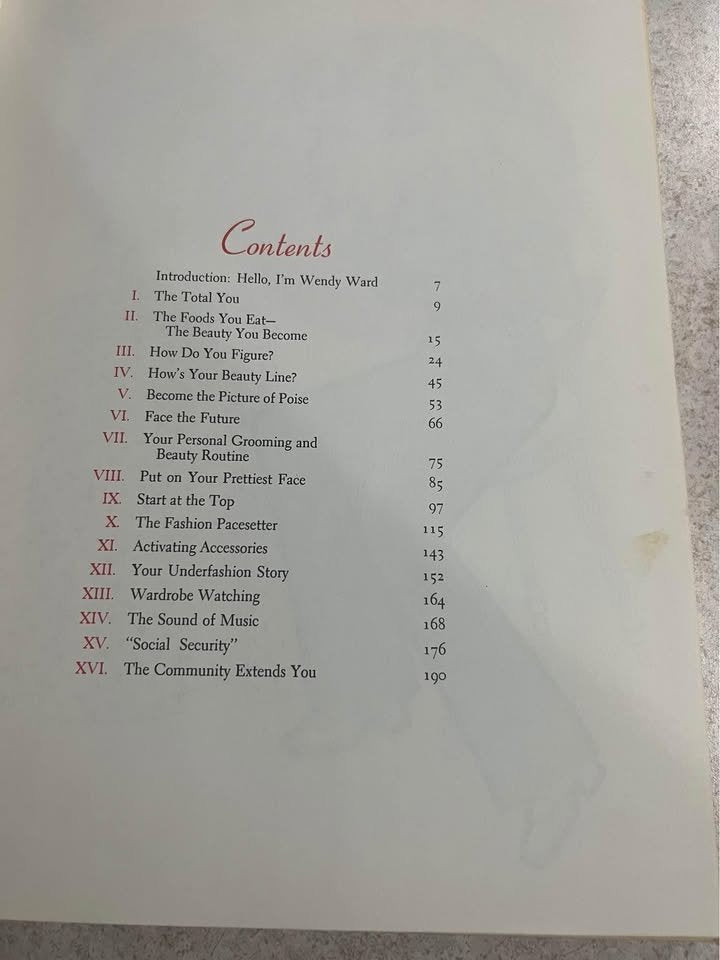 Contents
Introduction: Hello, I'm Wendy Ward 7
I. The Total You 9
II. The Foods You Eat—
The Beauty You Become 15
III. How Do You Figure? 24
IV. How's Your Beauty Line? 45
V. Become the Picture of Poise 53
VI. Face the Future 66
VII. Your Personal Grooming and
Beauty Routine 75
VIII. Put on Your Prettiest Face 85
IX. Start at the Top 97
X. The Fashion Pacesetter 115
XI. Activating Accessories 143
XII. Your Underfashion Story 152
XIII. Wardrobe Watching 164
XIV. The Sound of Music 168
XV. "Social Security" 176
XVI. The Community Extends You 190